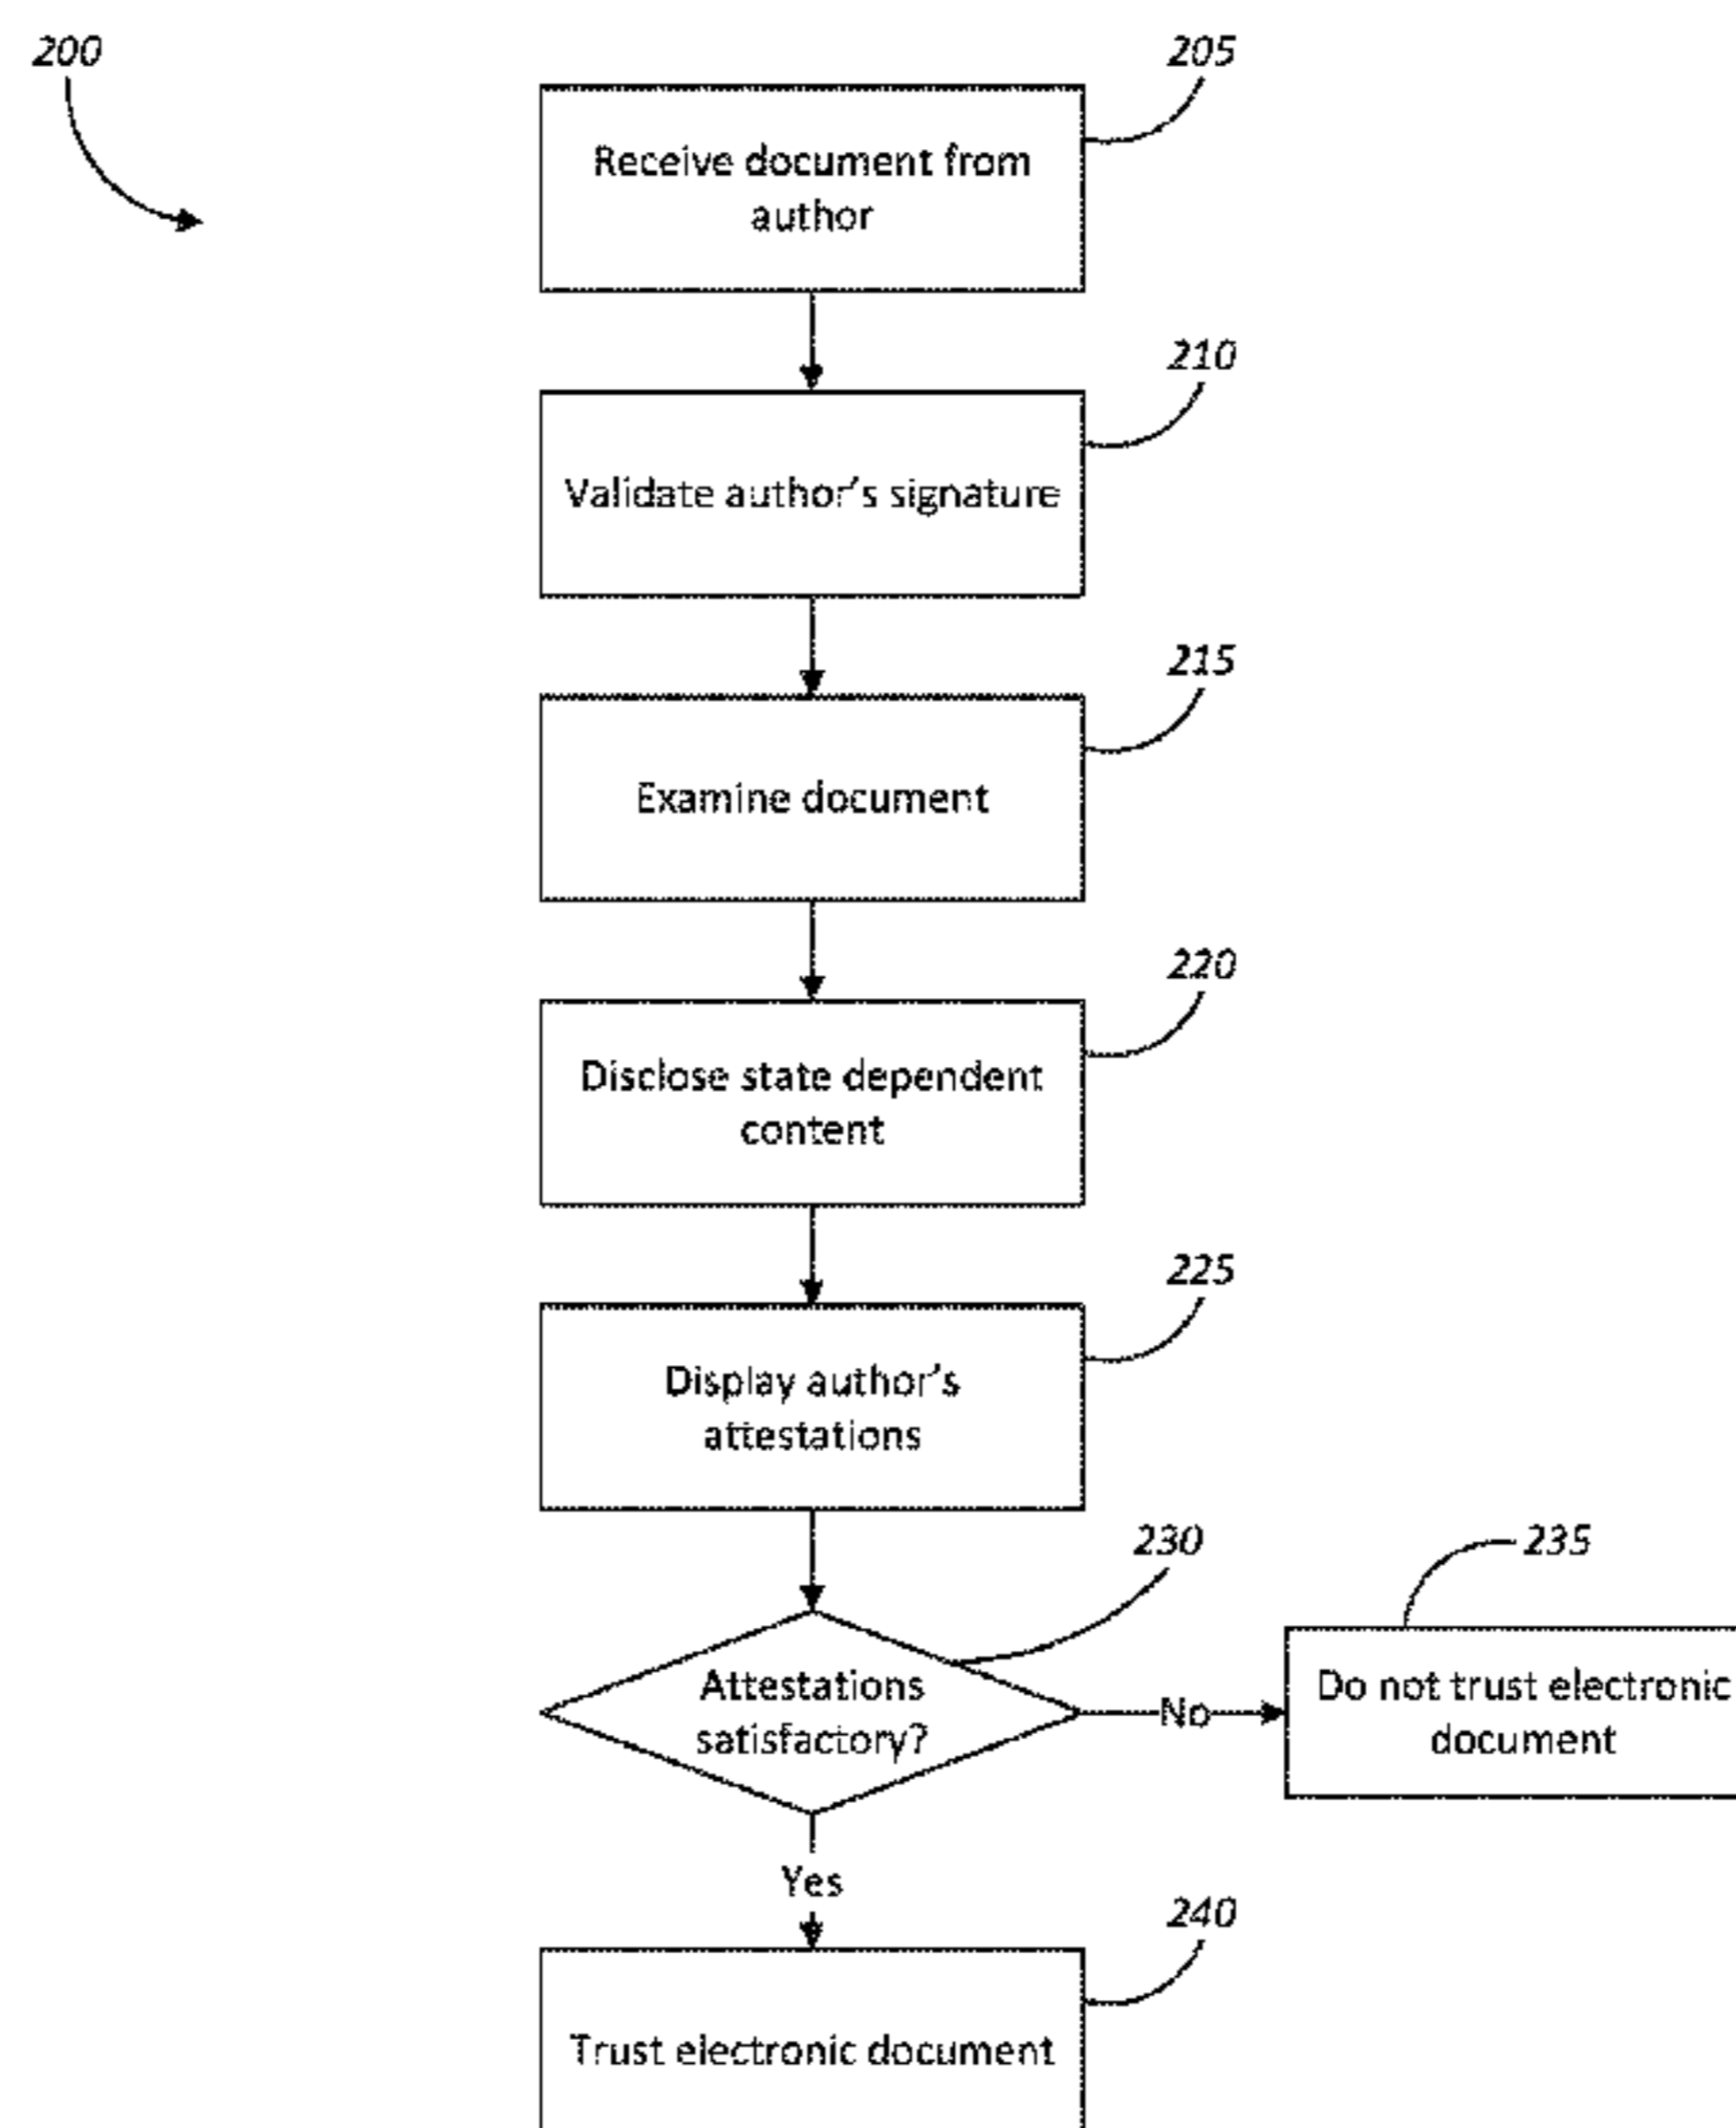 200
205
Receive document from
author
210
Validate author's signature
215
Examine document
220
Disclose state dependent
content
225
Display author's
attestations
230
235
Attestations
satisfactory?
No
Do not trust electronic
document
Yes
240
Trust electronic document